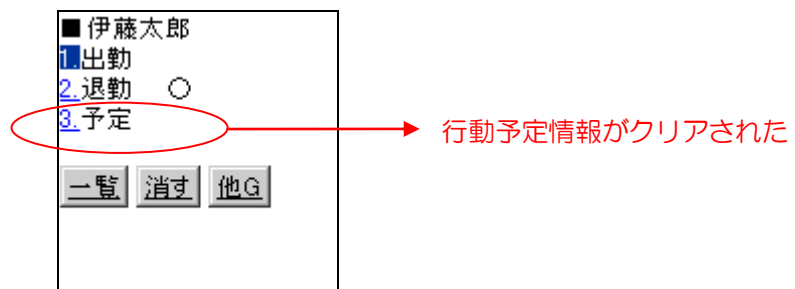 ■伊藤太郎
1.出勤
2.退勤　○
3.予定
行動予定情報がクリアされた
一覧 消す 他G